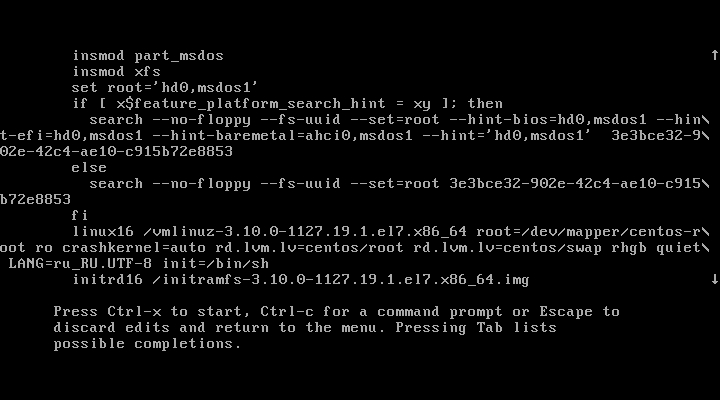 insmod part_msdos
insmod xfs
set root='hd0,msdos1'
if [ x$feature_platform_search_hint = xy ]; then
search --no-floppy --fs-uuid --set=root --hint-bios=hd0,msdos1 --hin\
t-efi=hd0,msdos1 --hint-baremetal=ahci0,msdos1 --hint='hd0,msdos1'  3e3bce32-9\
02e-42c4-ae10-c915b72e8853
else
search --no-floppy --fs-uuid --set=root 3e3bce32-902e-42c4-ae10-c915\
b72e8853
fi
linux16 /vmlinuz-3.10.0-1127.19.1.el7.x86_64 root=/dev/mapper/centos-r\
oot ro crashkernel=auto rd.lvm.lv=centos/root rd.lvm.lv=centos/swap rhgb quiet\
LANG=ru_RU.UTF-8 init=/bin/sh
initrd16 /initramfs-3.10.0-1127.19.1.el7.x86_64.img
Press Ctrl-x to start, Ctrl-c for a command prompt or Escape to
discard edits and return to the menu. Pressing Tab lists
possible completions.